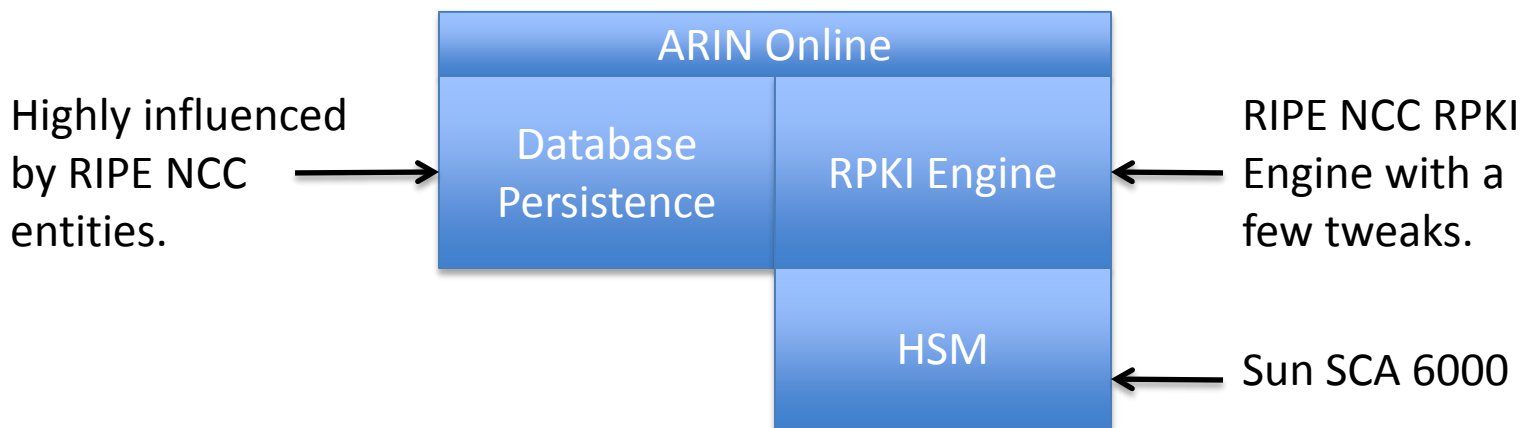 ARIN Online
Highly influenced
by RIPE NCC
entities.
Database
Persistence
RPKI Engine
RIPE NCC RPKI
Engine with a
few tweaks.
HSM
Sun SCA 6000